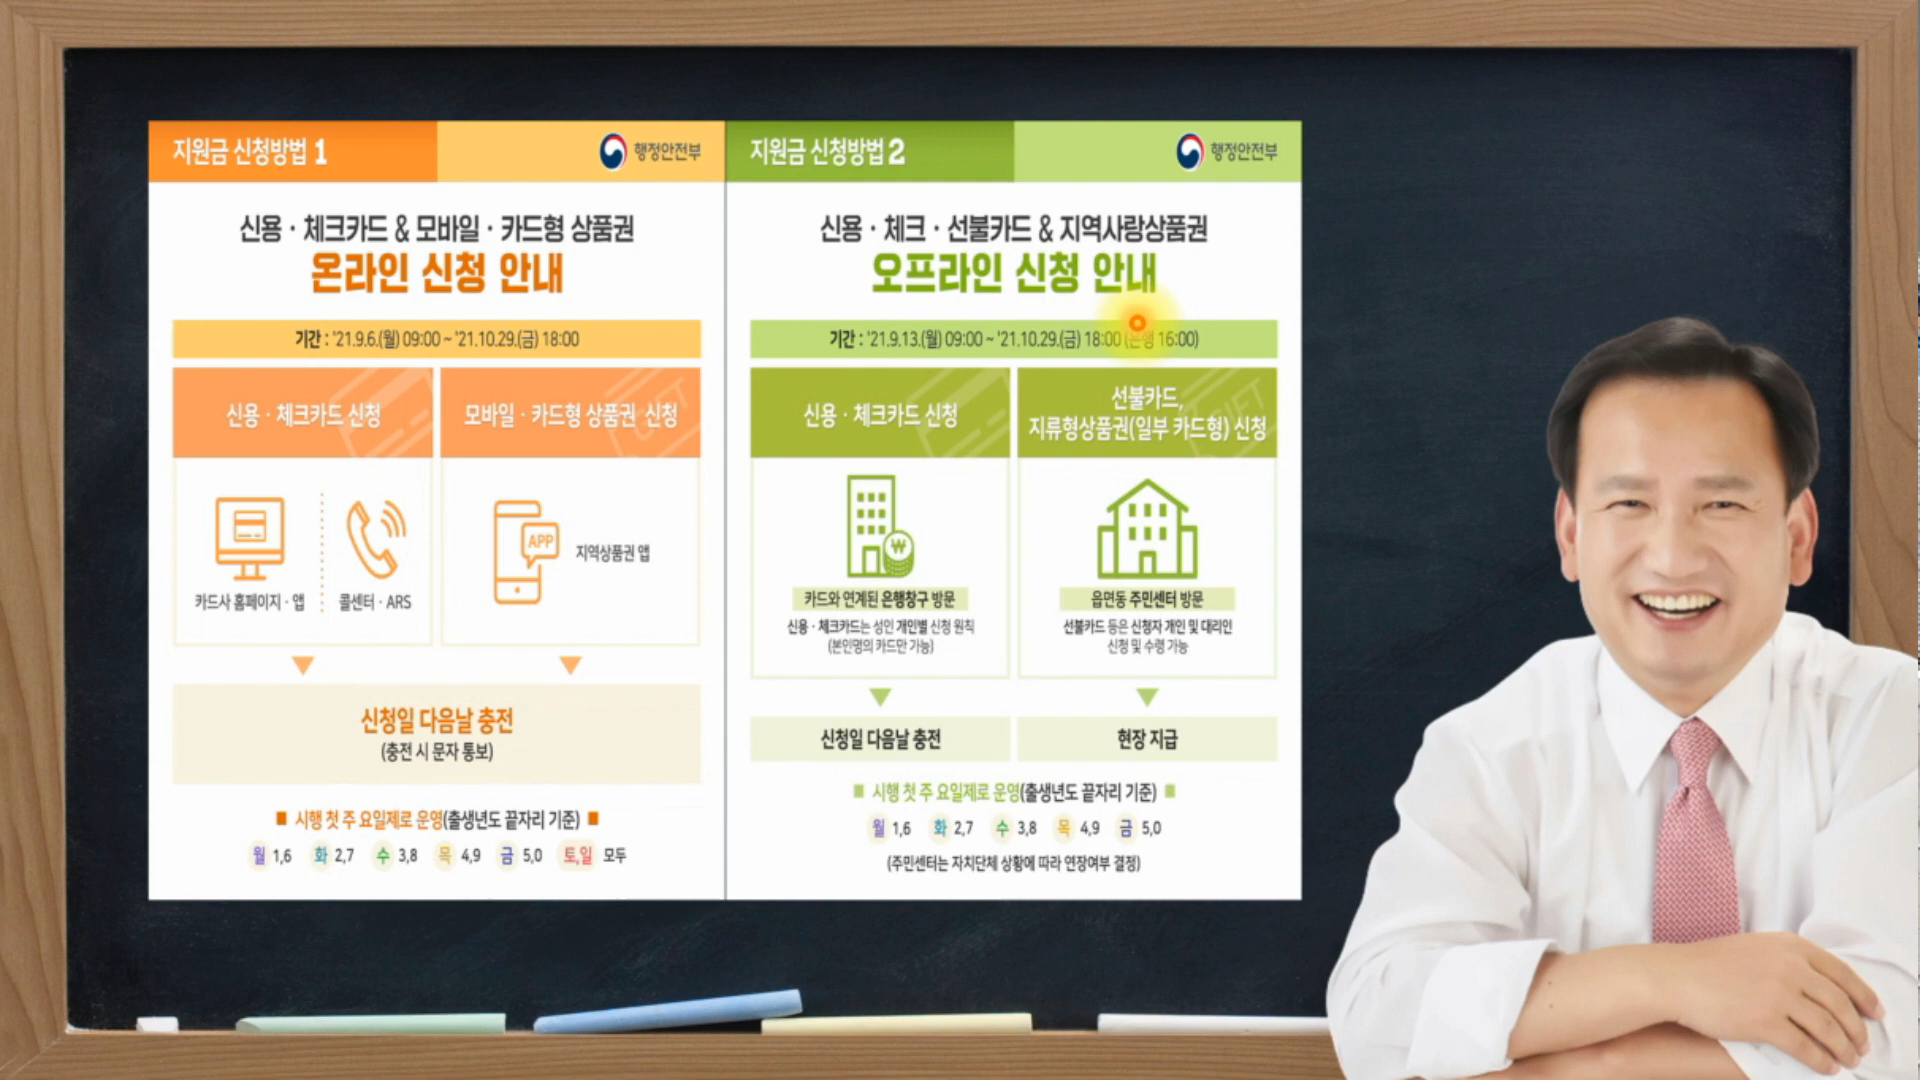 지원금 신청방법 1
행정안전부
신용 · 체크카드 & 모바일 · 카드형 상품권
온라인 신청 안내
기간 : '21.9.6.(월) 09:00 ~ '21.10.29.(금) 18:00
신용 · 체크카드 신청
모바일 · 카드형 상품권 신청
APP
지역상품권 앱
카드사 홈페이지 · 앱
콜센터 · ARS
신청일 다음날 충전
(충전 시 문자 통보)
■ 시행 첫 주 요일제로 운영(출생년도 끝자리 기준) ■
월 1,6 화 2,7 수 3,8 목 4,9 금 5,0 토,일 모두
지원금 신청방법 2
행정안전부
신용 · 체크 · 선불카드 & 지역사랑상품권
오프라인 신청 안내
기간 : '21.9.13.(월) 09:00 ~ '21.10.29.(금) 18:00 (은행 16:00)
신용 · 체크카드 신청
선불카드,
지류형상품권(일부 카드형) 신청
GIFT
카드와 연계된 은행창구 방문
신용 · 체크카드는 성인 개인별 신청 원칙
(본인명의 카드만 가능)
읍면동 주민센터 방문
선불카드 등은 신청자 개인 및 대리인
신청 및 수령 가능
신청일 다음날 충전
현장 지급
■ 시행 첫 주 요일제로 운영(출생년도 끝자리 기준) ■
월 1,6 화 2,7 수 3,8 목 4,9 금 5,0
(주민센터는 자치단체 상황에 따라 연장여부 결정)